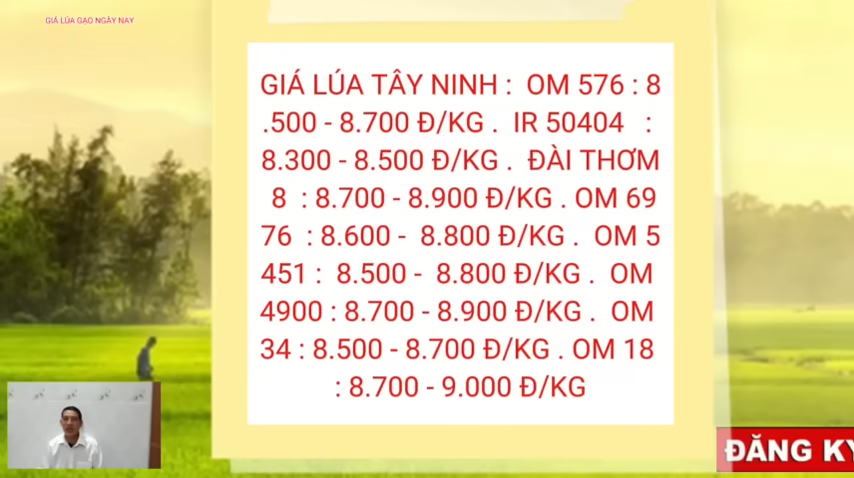 GIÁ LÚA GẠO NGÀY NAY
GIÁ LÚA TÂY NINH :  OM 576 : 8
.500 - 8.700 Đ/KG .  IR 50404   :
8.300 - 8.500 Đ/KG .  ĐÀI THƠM
8  : 8.700 - 8.900 Đ/KG . OM 69
76  : 8.600 -  8.800 Đ/KG .  OM 5
451 :  8.500 -  8.800 Đ/KG .  OM
4900 : 8.700 - 8.900 Đ/KG .  OM
34 : 8.500 - 8.700 Đ/KG . OM 18
: 8.700 - 9.000 Đ/KG
ĐĂNG KÝ